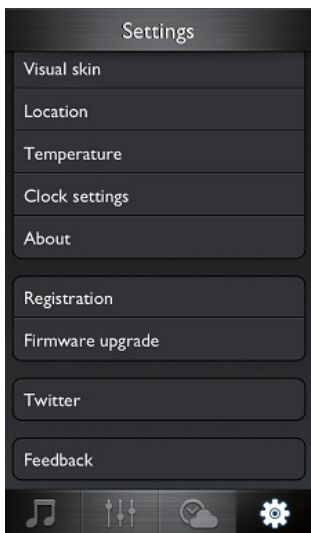 Settings
Visual skin
Location
Temperature
Clock settings
About
Registration
Firmware upgrade
Twitter
Feedback